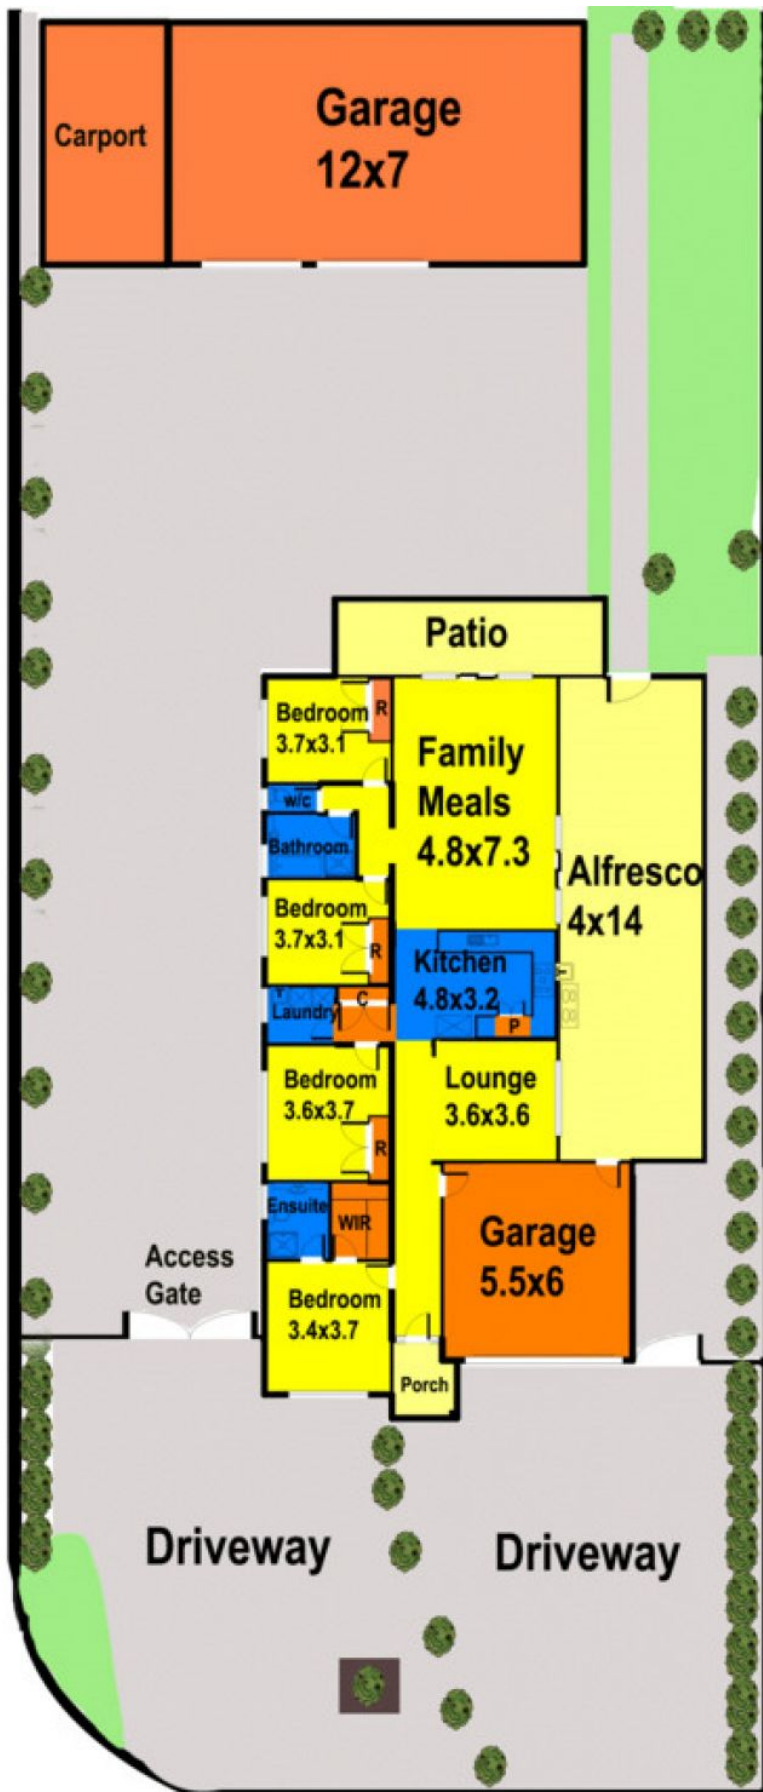 Carport
Garage
12x7
Patio
Bedroom
3.7x3.1
R
Family
Meals
4.8x7.3
w/c
Bathroom
Alfresco
4x14
Bedroom
3.7x3.1
R
Kitchen
4.8x3.2
P
T
Laundry
C
Bedroom
3.6x3.7
R
Lounge
3.6x3.6
Ensuite
WIR
Garage
5.5x6
Access
Gate
Bedroom
3.4x3.7
Porch
Driveway
Driveway